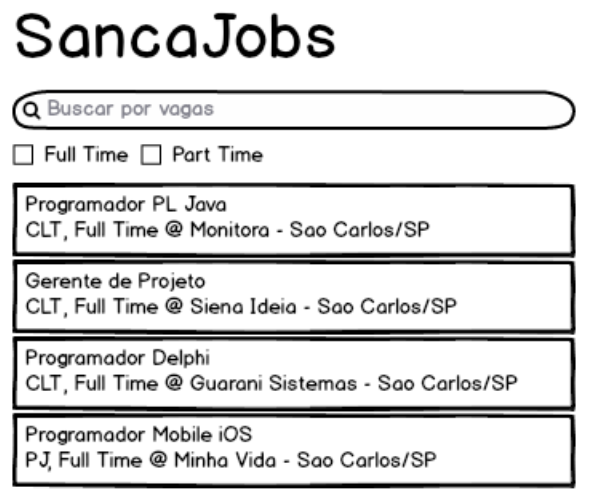 SancaJobs
Buscar por vagas
Full Time Part Time
Programador PL Java
CLT, Full Time @ Monitora - Sao Carlos/SP
Gerente de Projeto
CLT, Full Time @ Siena Ideia - Sao Carlos/SP
Programador Delphi
CLT, Full Time @ Guarani Sistemas - Sao Carlos/SP
Programador Mobile iOS
PJ, Full Time @ Minha Vida - Sao Carlos/SP